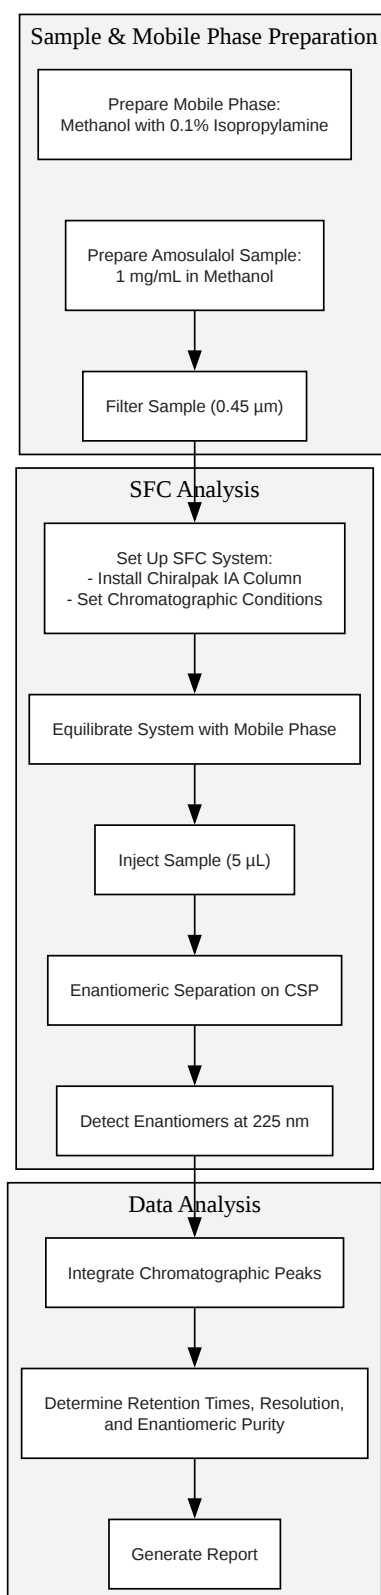 Sample & Mobile Phase Preparation
Prepare Mobile Phase:
Methanol with 0.1% Isopropylamine
Prepare Amosulalol Sample:
1 mg/mL in Methanol
Filter Sample (0.45 µm)
SFC Analysis
Set Up SFC System:
- Install Chiralpak IA Column
- Set Chromatographic Conditions
Equilibrate System with Mobile Phase
Inject Sample (5 µL)
Enantiomeric Separation on CSP
Detect Enantiomers at 225 nm
Data Analysis
Integrate Chromatographic Peaks
Determine Retention Times, Resolution,
and Enantiomeric Purity
Generate Report